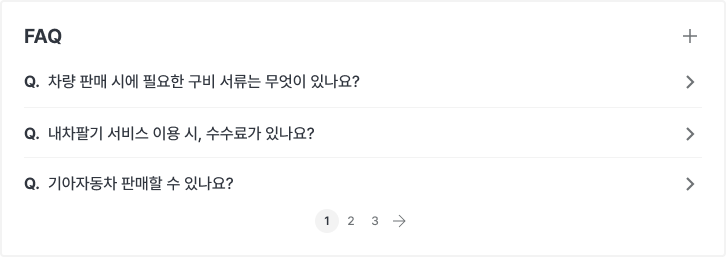 FAQ
Q. 차량 판매 시에 필요한 구비 서류는 무엇이 있나요?
Q. 내차팔기 서비스 이용 시, 수수료가 있나요?
Q. 기아자동차 판매할 수 있나요?
1 2 3